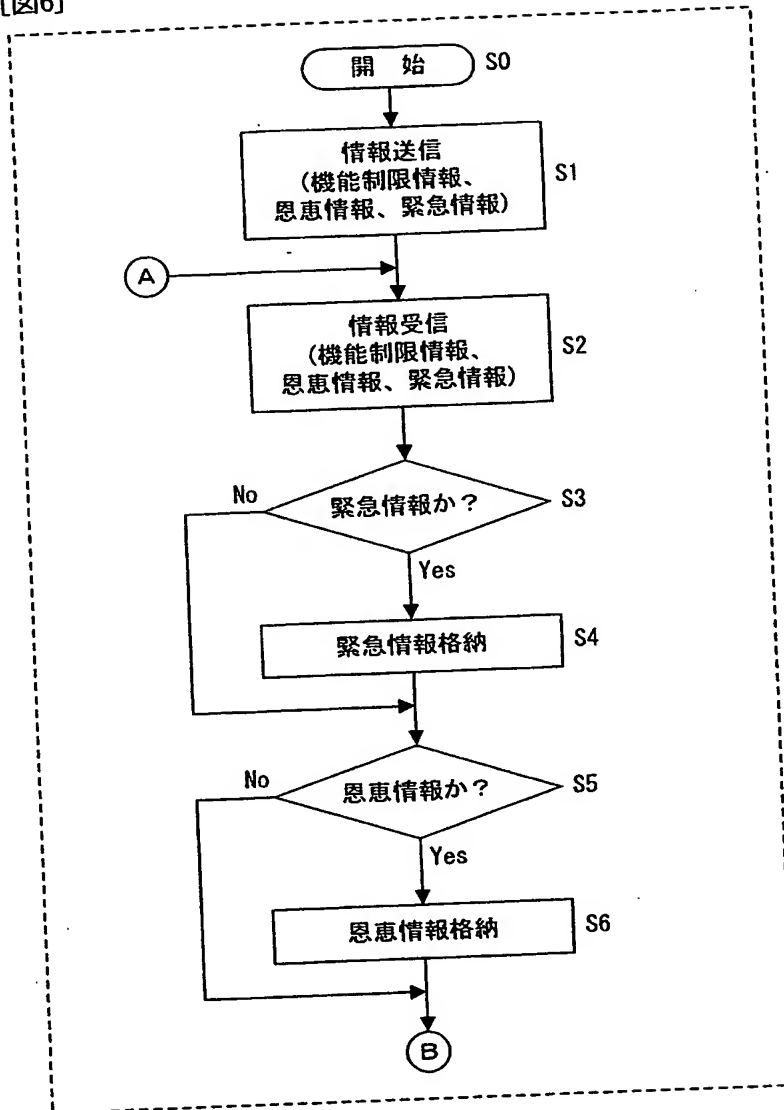 [図6]
開 始 S0
情報送信
(機能制限情報、
恩恵情報、緊急情報)
S1
A
情報受信
(機能制限情報、
恩恵情報、緊急情報)
S2
緊急情報か？
S3
No
Yes
緊急情報格納
S4
恩恵情報か？
S5
No
Yes
恩恵情報格納
S6
B